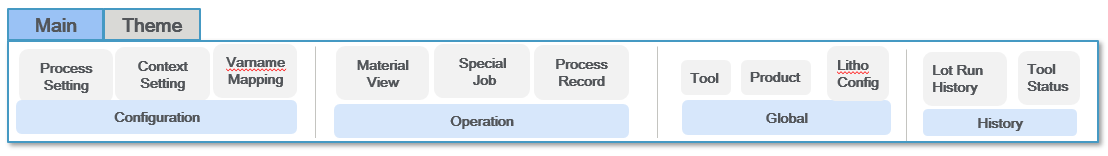 Main
Theme
Process
Setting
Context
Setting
Varname
Mapping
Configuration
Material
View
Special
Job
Process
Record
Operation
Tool
Product
Litho
Config
Global
Lot Run
History
Tool
Status
History